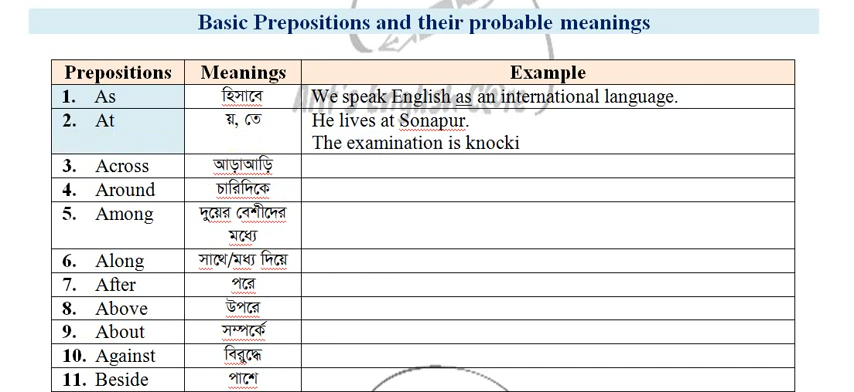 Basic Prepositions and their probable meanings
Prepositions Meanings Example
1. As হিসাবে We speak English as an international language.
2. At য়, তে He lives at Sonapur.
The examination is knocki
3. Across আড়াআড়ি
4. Around চারিদিকে
5. Among দুয়ের বেশীদের
মধ্যে
6. Along সাথে/মধ্য দিয়ে
7. After পরে
8. Above উপরে
9. About সম্পর্কে
10. Against বিরুদ্ধে
11. Beside পাশে